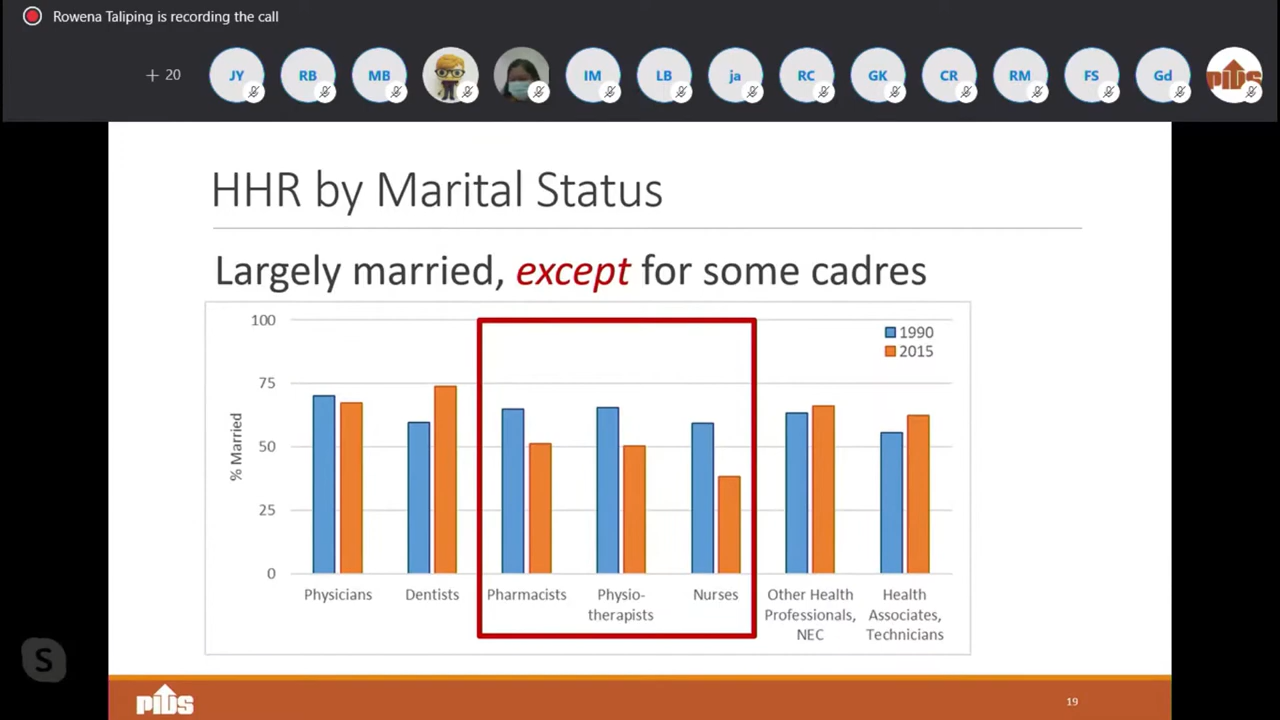 Rowena Taliping is recording the call
+ 20 JY RB MB IM LB ja RC GK CR RM FS Gd PIDS
HHR by Marital Status
Largely married, except for some cadres
100
75
50
25
0
% Married
1990
2015
Physicians
Dentists
Pharmacists
Physio-
therapists
Nurses
Other Health
Professionals,
NEC
Health
Associates,
Technicians
S
PIDS
19